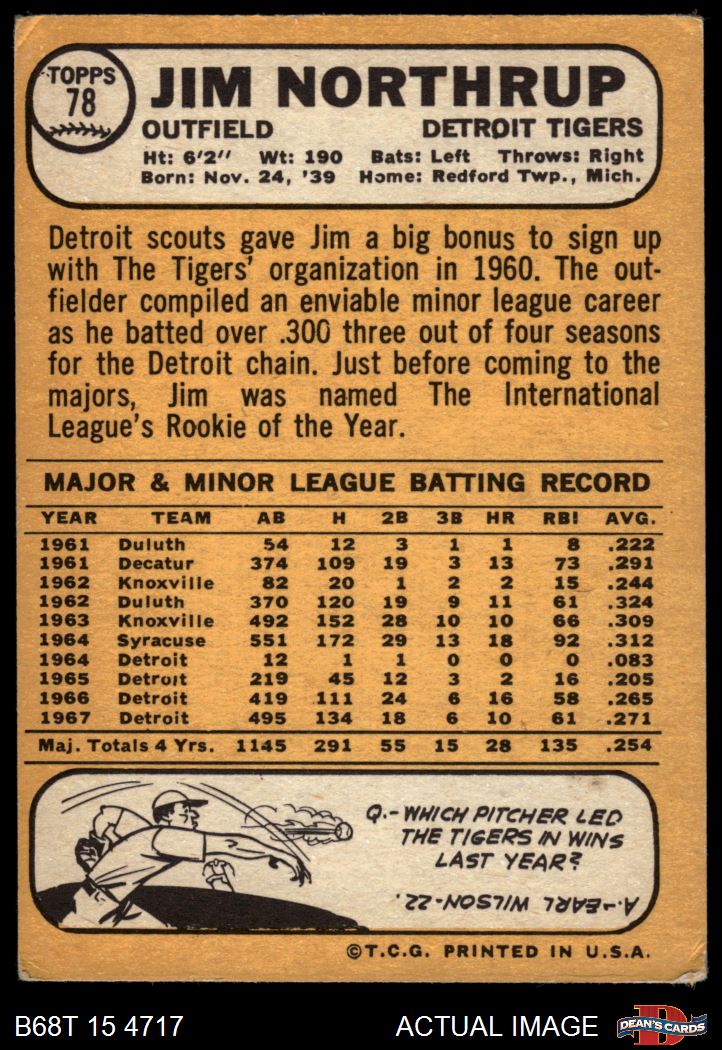 TOPPS
78
JIM NORTHRUP
OUTFIELD DETROIT TIGERS
Ht: 6'2" Wt: 190 Bats: Left Throws: Right
Born: Nov. 24, '39 Home: Redford Twp., Mich.
Detroit scouts gave Jim a big bonus to sign up
with The Tigers' organization in 1960. The out-
fielder compiled an enviable minor league career
as he batted over .300 three out of four seasons
for the Detroit chain. Just before coming to the
majors, Jim was named The International
League's Rookie of the Year.
MAJOR & MINOR LEAGUE BATTING RECORD
YEAR TEAM AB H 2B 3B HR RBI AVG.
1961 Duluth 54 12 3 1 1 8 .222
1961 Decatur 374 109 19 3 13 73 .291
1962 Knoxville 82 20 1 2 2 15 .244
1962 Duluth 370 120 19 9 11 61 .324
1963 Knoxville 492 152 28 10 10 66 .309
1964 Syracuse 551 172 29 13 18 92 .312
1964 Detroit 12 1 1 0 0 0 .083
1965 Detroit 219 45 12 3 2 16 .205
1966 Detroit 419 111 24 6 16 58 .265
1967 Detroit 495 134 18 6 10 61 .271
Maj. Totals 4 Yrs. 1145 291 55 15 28 135 .254
Q.-WHICH PITCHER LED
THE TIGERS IN WINS
LAST YEAR?
A.-EARL WILSON-22.
©T.C.G. PRINTED IN U.S.A.
B68T 15 4717 ACTUAL IMAGE DEAN'S CARDS